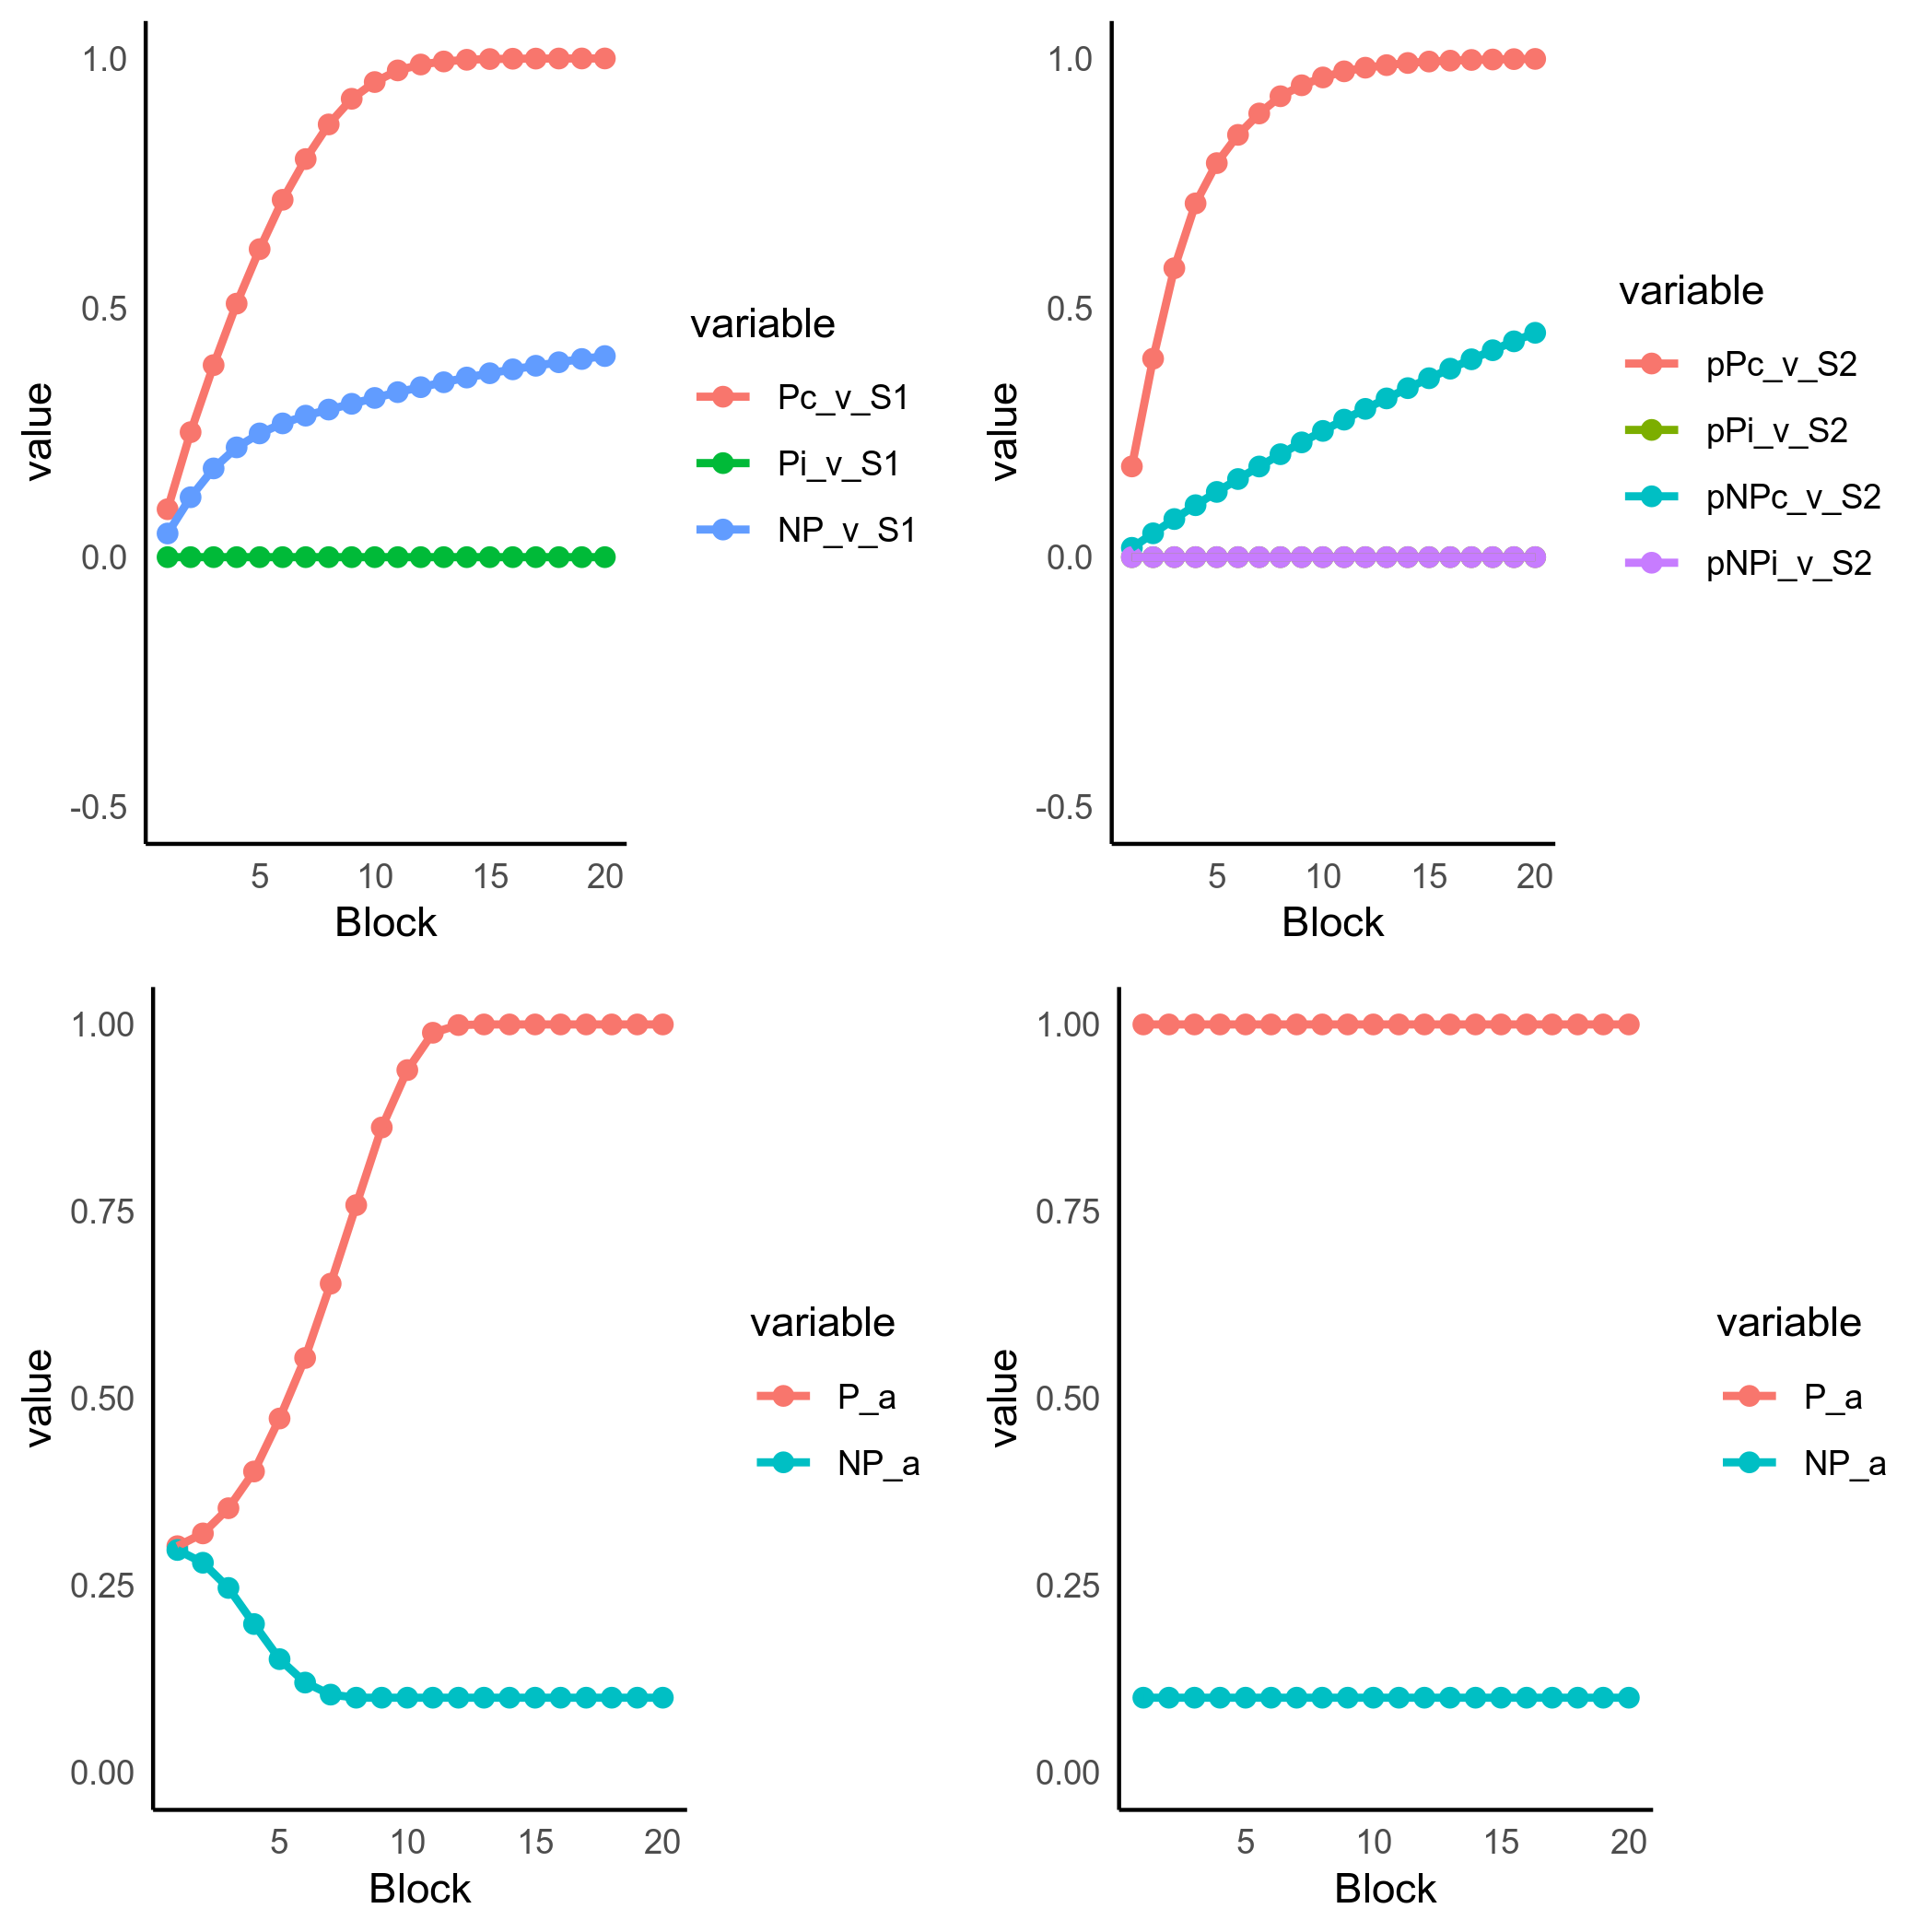 value
1.0
0.5
0.0
-0.5
5 10 15 20
Block
variable
Pc_v_S1
Pi_v_S1
NP_v_S1
value
1.0
0.5
0.0
-0.5
5 10 15 20
Block
variable
pPc_v_S2
pPi_v_S2
pNPc_v_S2
pNPi_v_S2
value
1.00
0.75
0.50
0.25
0.00
5 10 15 20
Block
variable
P_a
NP_a
value
1.00
0.75
0.50
0.25
0.00
5 10 15 20
Block
variable
P_a
NP_a